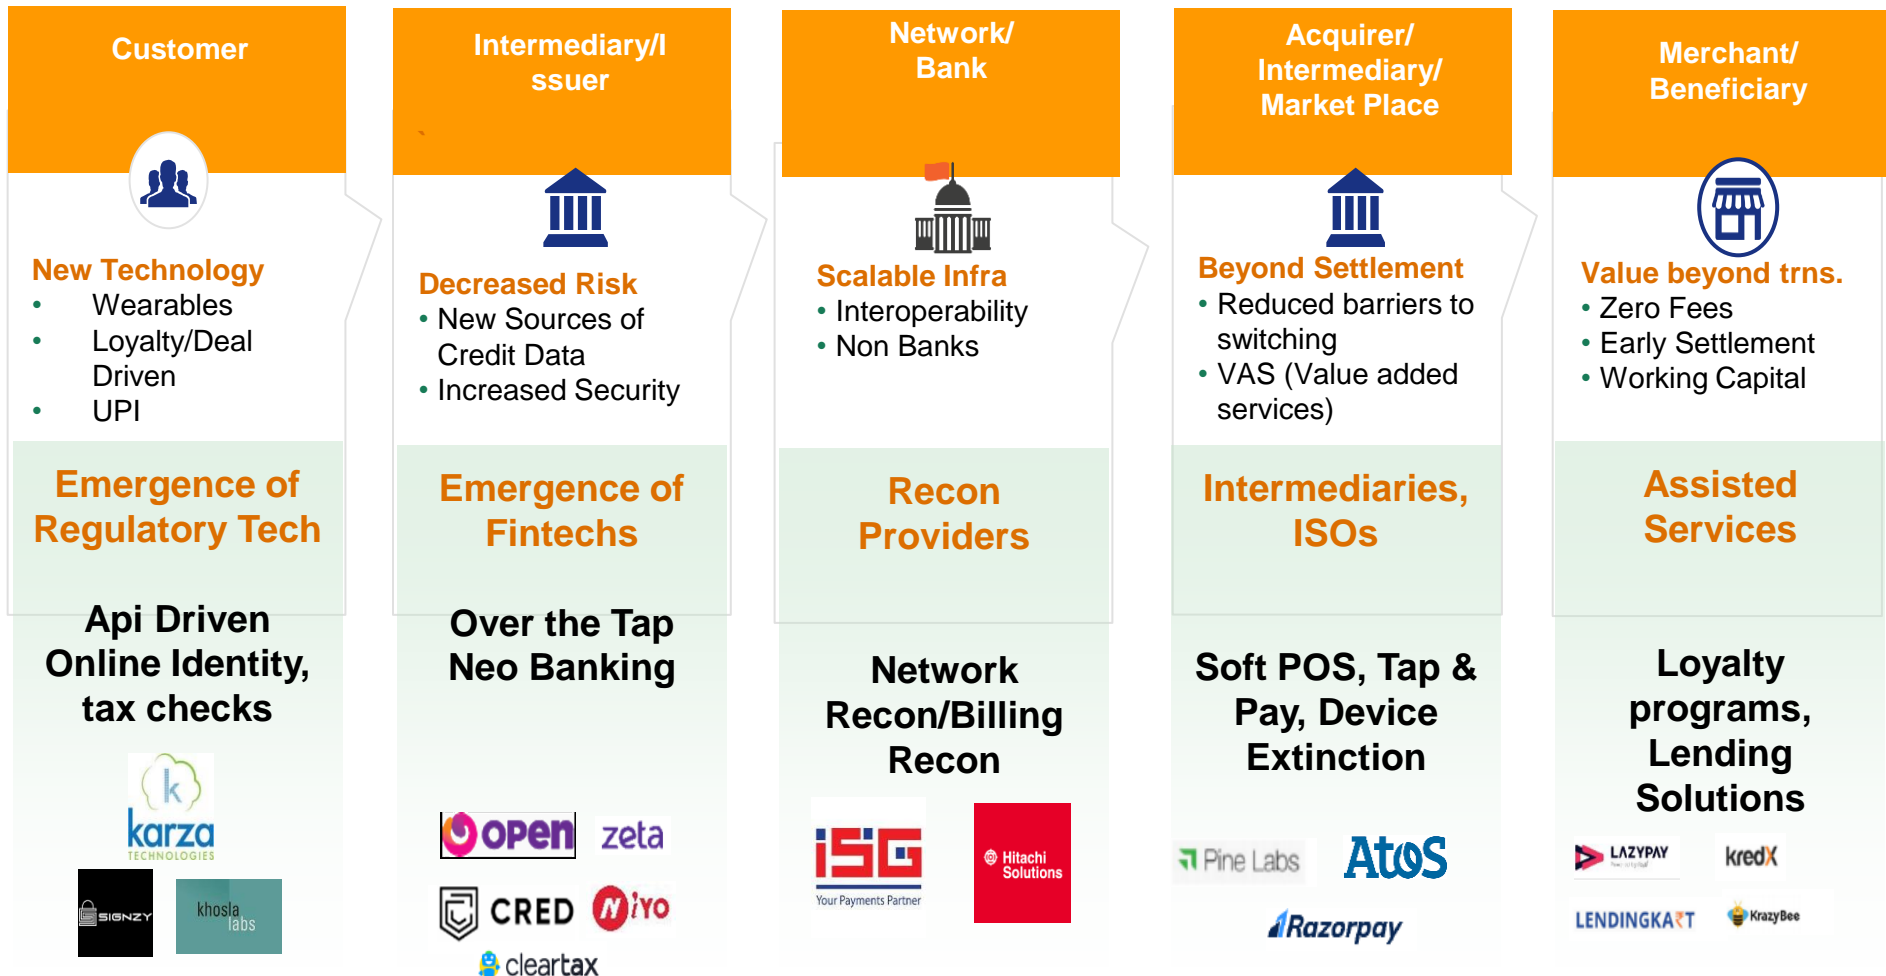 Customer
New Technology
• Wearables
• Loyalty/Deal
Driven
• UPI
Emergence of
Regulatory Tech
Api Driven
Online Identity,
tax checks
k
karza
TECHNOLOGIES
SIGNZY
khosla
labs
Intermediary/I
ssuer
`
Decreased Risk
• New Sources of
Credit Data
• Increased Security
Emergence of
Fintechs
Over the Tap
Neo Banking
OPEN
zeta
CRED
NiYO
cleartax
Network/
Bank
Scalable Infra
• Interoperability
• Non Banks
Recon
Providers
Network
Recon/Billing
Recon
iSG
Your Payments Partner
Hitachi
Solutions
Acquirer/
Intermediary/
Market Place
Beyond Settlement
• Reduced barriers to
switching
• VAS (Value added
services)
Intermediaries,
ISOs
Soft POS, Tap &
Pay, Device
Extinction
Pine Labs
Atos
Razorpay
Merchant/
Beneficiary
Value beyond trns.
• Zero Fees
• Early Settlement
• Working Capital
Assisted
Services
Loyalty
programs,
Lending
Solutions
LAZYPAY
kredX
LENDINGKART
KrazyBee